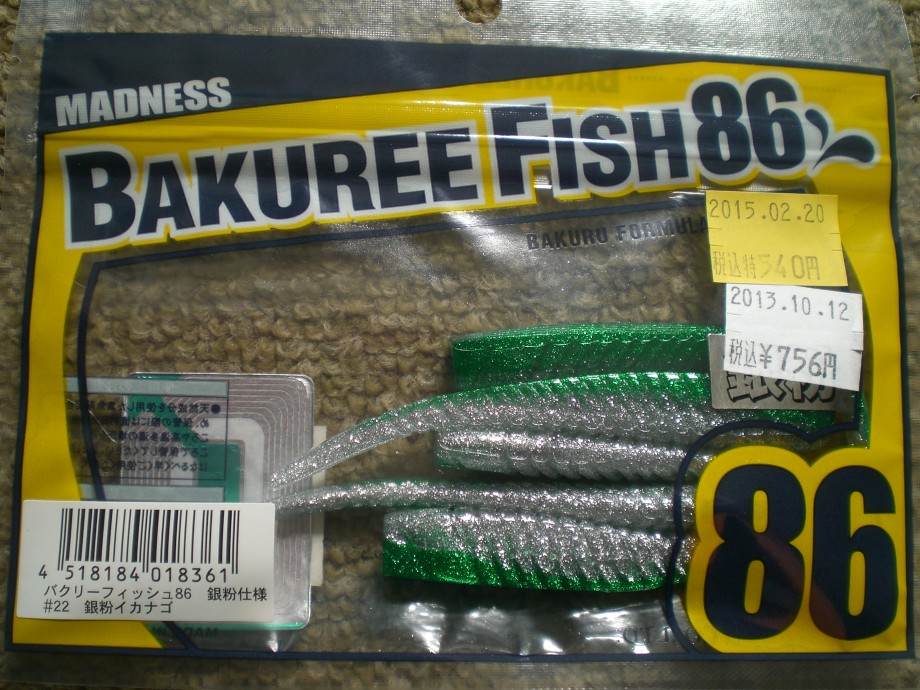 MADNESS
BAKUREE FISH86
BAKURU FORMULA
2015.02.20
税込特540円
2013.10.12
税込¥756円
銀粉
86
4 518184 018361
バクリーフィッシュ86 銀粉仕様
#22 銀粉イカナゴ